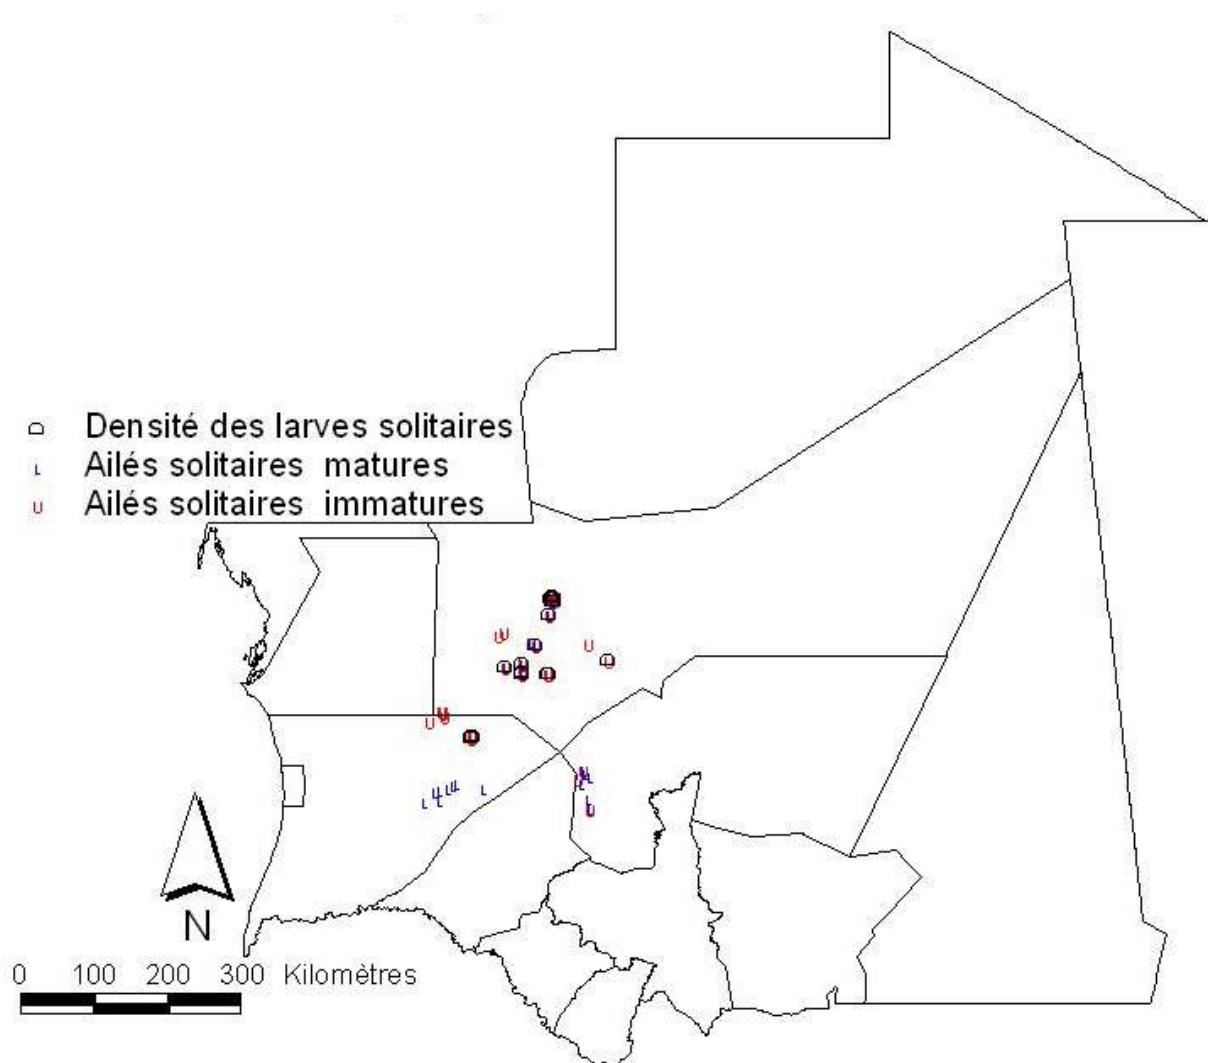 Densité des larves solitaires
Ailés solitaires matures
Ailés solitaires immatures
N
0 100 200 300 Kilomètres